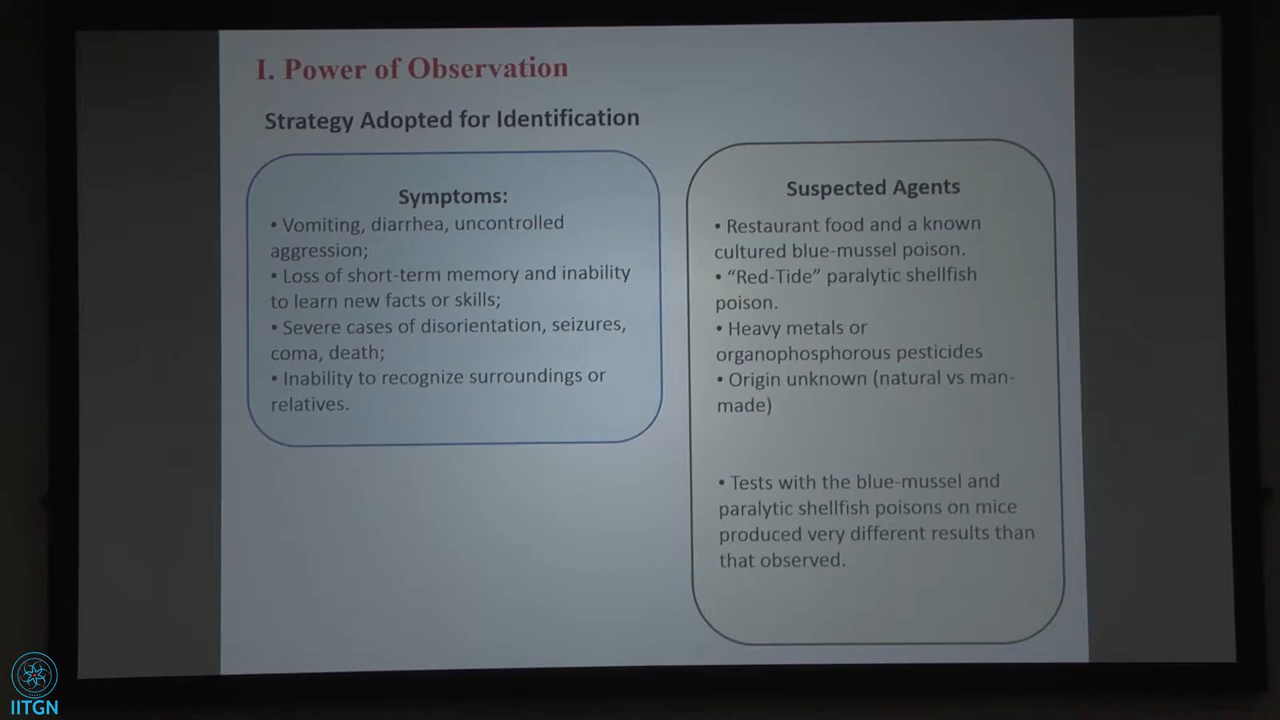 I. Power of Observation
Strategy Adopted for Identification
Symptoms:
• Vomiting, diarrhea, uncontrolled
aggression;
• Loss of short-term memory and inability
to learn new facts or skills;
• Severe cases of disorientation, seizures,
coma, death;
• Inability to recognize surroundings or
relatives.
Suspected Agents
• Restaurant food and a known
cultured blue-mussel poison.
• “Red-Tide” paralytic shellfish
poison.
• Heavy metals or
organophosphorous pesticides
• Origin unknown (natural vs man-
made)
• Tests with the blue-mussel and
paralytic shellfish poisons on mice
produced very different results than
that observed.
IITGN